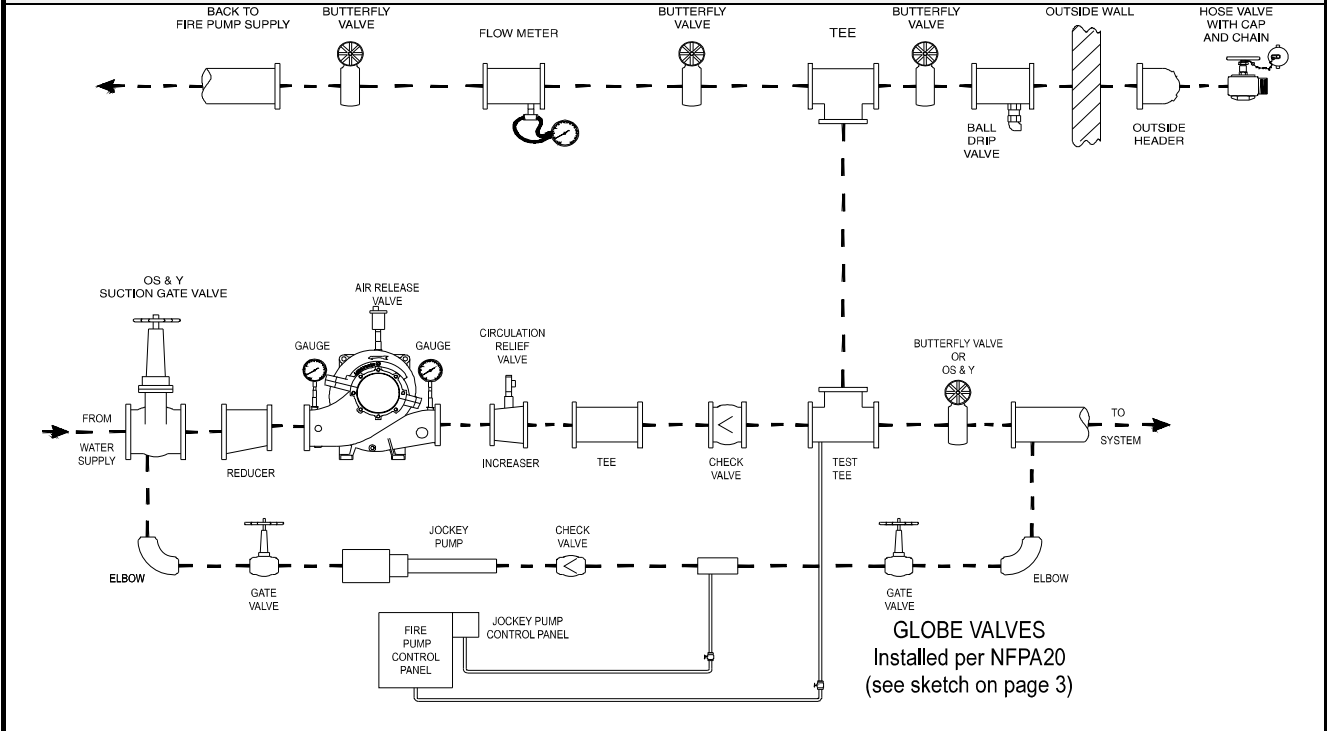 BACK TO
FIRE PUMP SUPPLY
BUTTERFLY
VALVE
FLOW METER
BUTTERFLY
VALVE
TEE
BUTTERFLY
VALVE
OUTSIDE WALL
HOSE VALVE
WITH CAP
AND CHAIN
BALL
DRIP
VALVE
OUTSIDE
HEADER
OS & Y
SUCTION GATE VALVE
AIR RELEASE
VALVE
GAUGE
GAUGE
CIRCULATION
RELIEF
VALVE
BUTTERFLY VALVE
OR
OS & Y
FROM
WATER
SUPPLY
REDUCER
INCREASER
TEE
CHECK
VALVE
TEST
TEE
TO
SYSTEM
ELBOW
GATE
VALVE
JOCKEY
PUMP
CHECK
VALVE
GATE
VALVE
ELBOW
FIRE
PUMP
CONTROL
PANEL
JOCKEY PUMP
CONTROL PANEL
GLOBE VALVES
Installed per NFPA20
(see sketch on page 3)